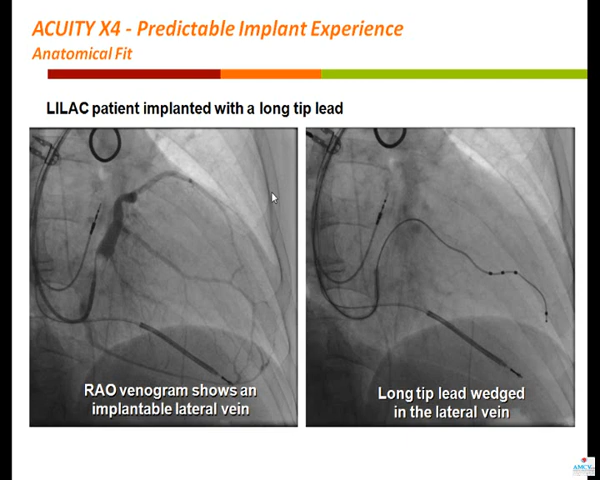 ACUITY X4 - Predictable Implant Experience
Anatomical Fit
LILAC patient implanted with a long tip lead
RAO venogram shows an
implantable lateral vein
Long tip lead wedged
in the lateral vein
AMCV